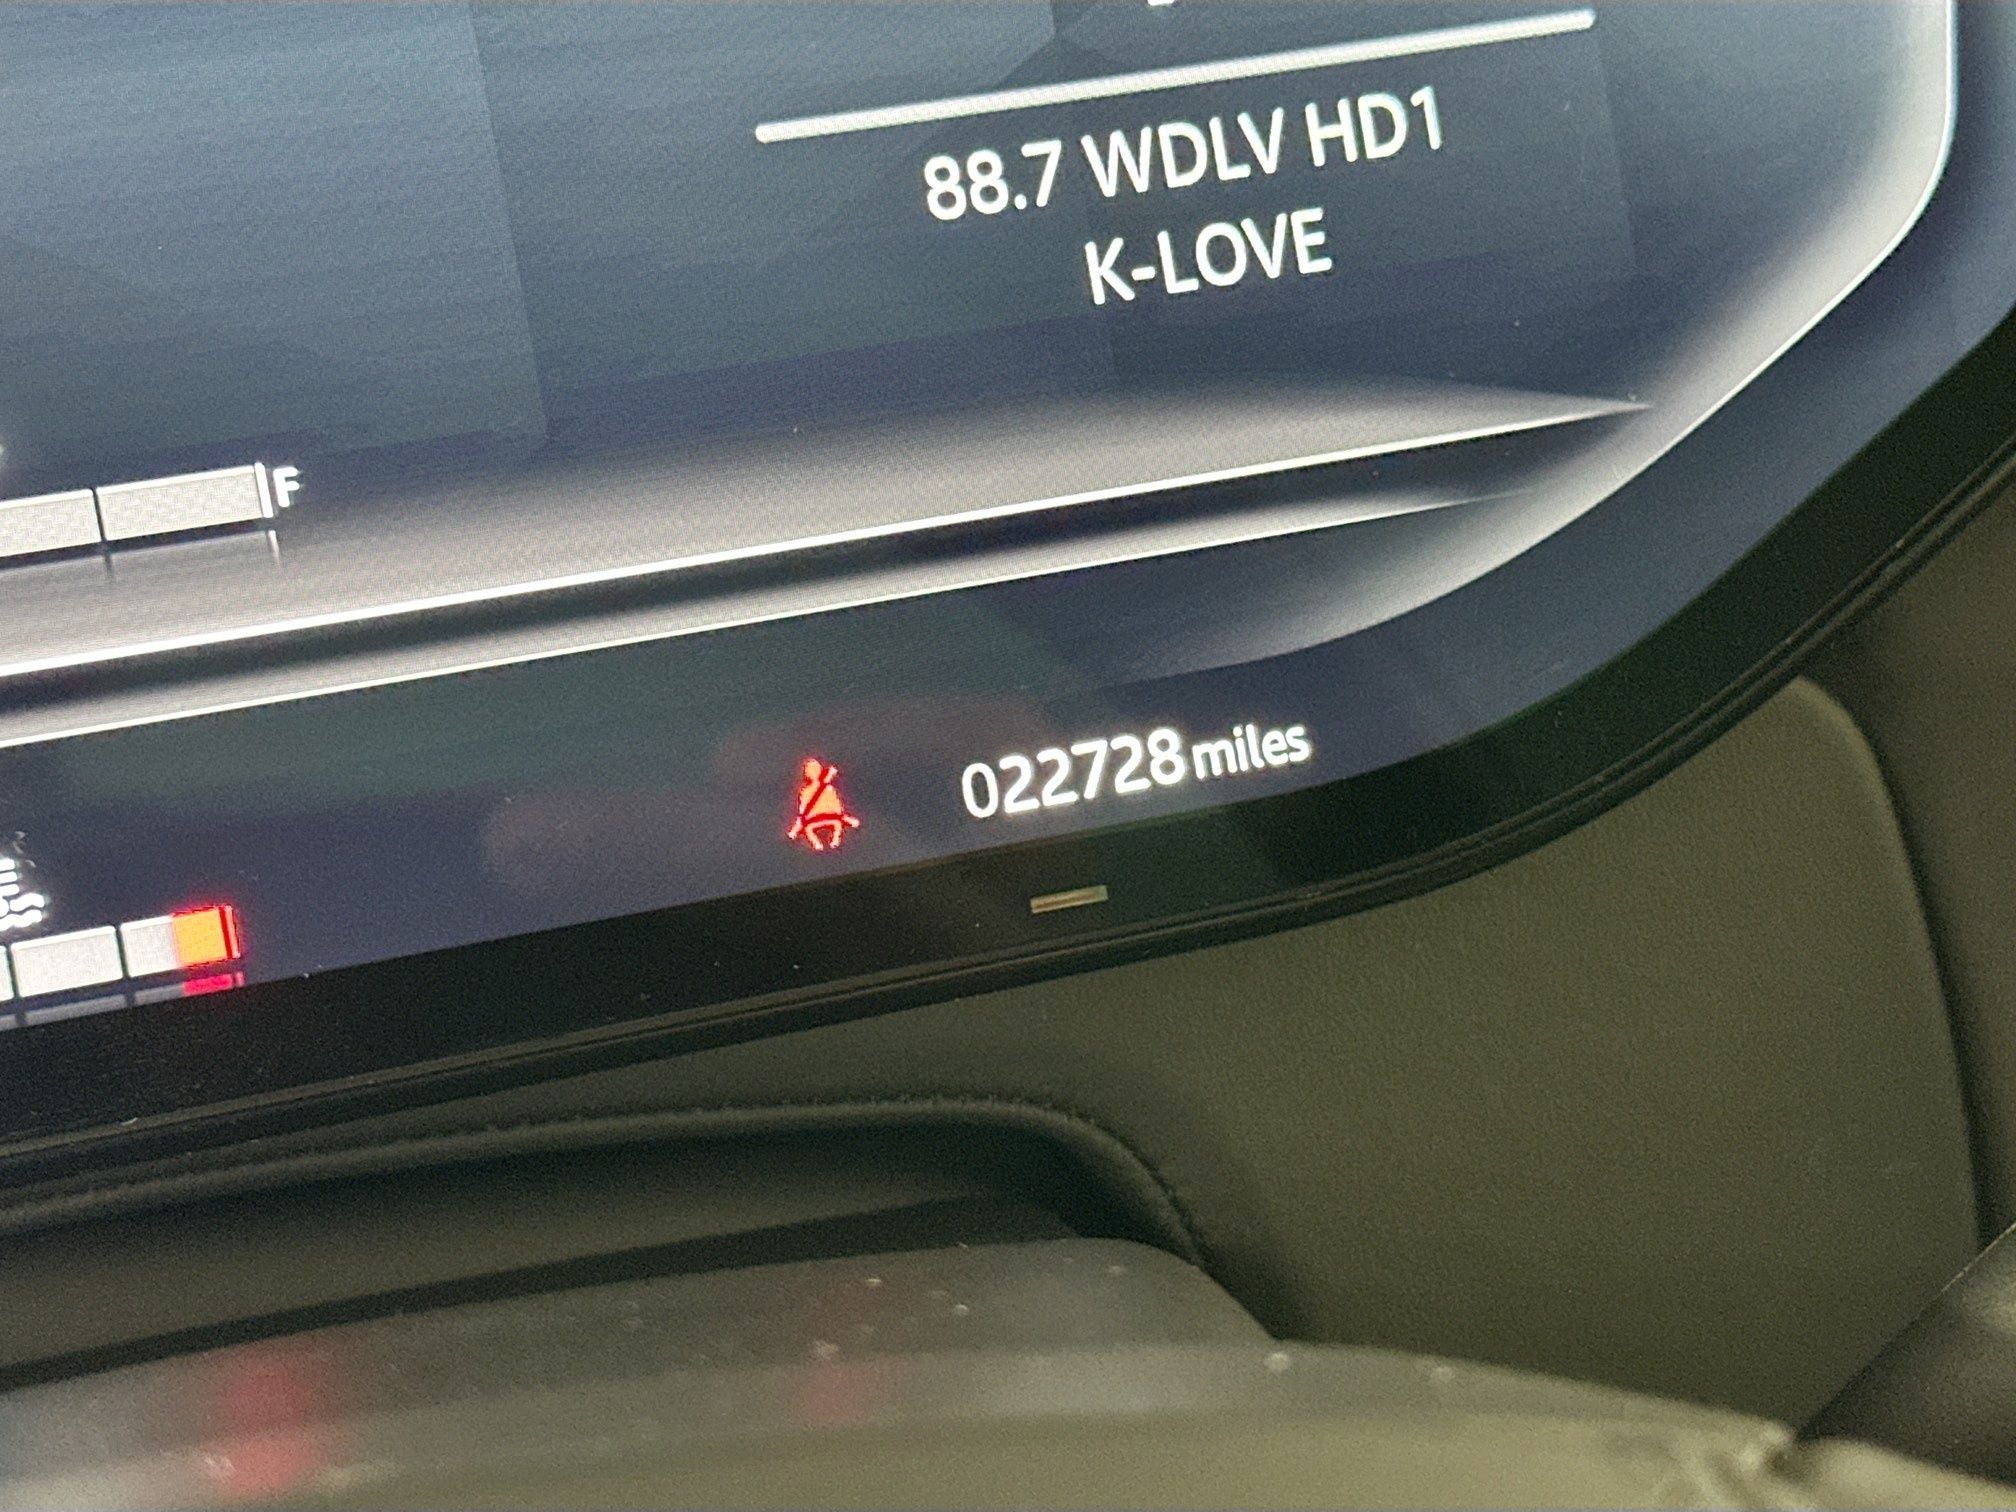 88.7 WDLV HD1
K-LOVE
F
022728 miles